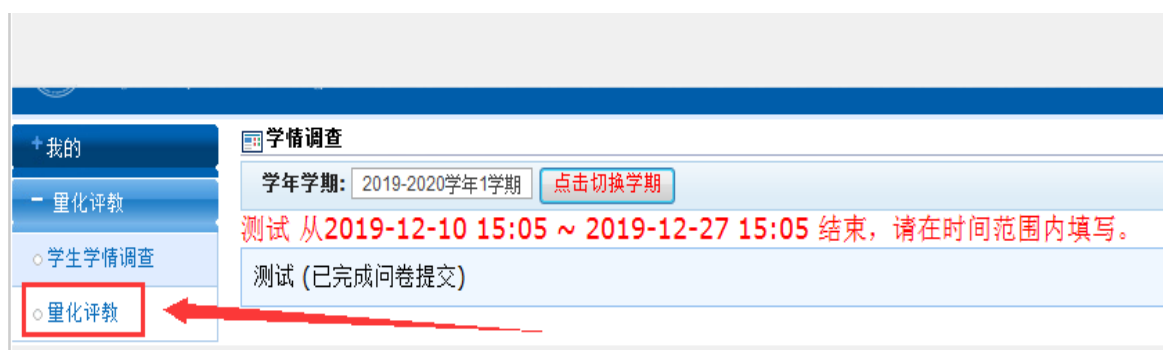 +我的
- 量化评教
学生学情调查
量化评教
学情调查
学年学期: 2019-2020学年1学期 点击切换学期
测试 从2019-12-10 15:05 ~ 2019-12-27 15:05 结束，请在时间范围内填写。
测试 (已完成问卷提交)